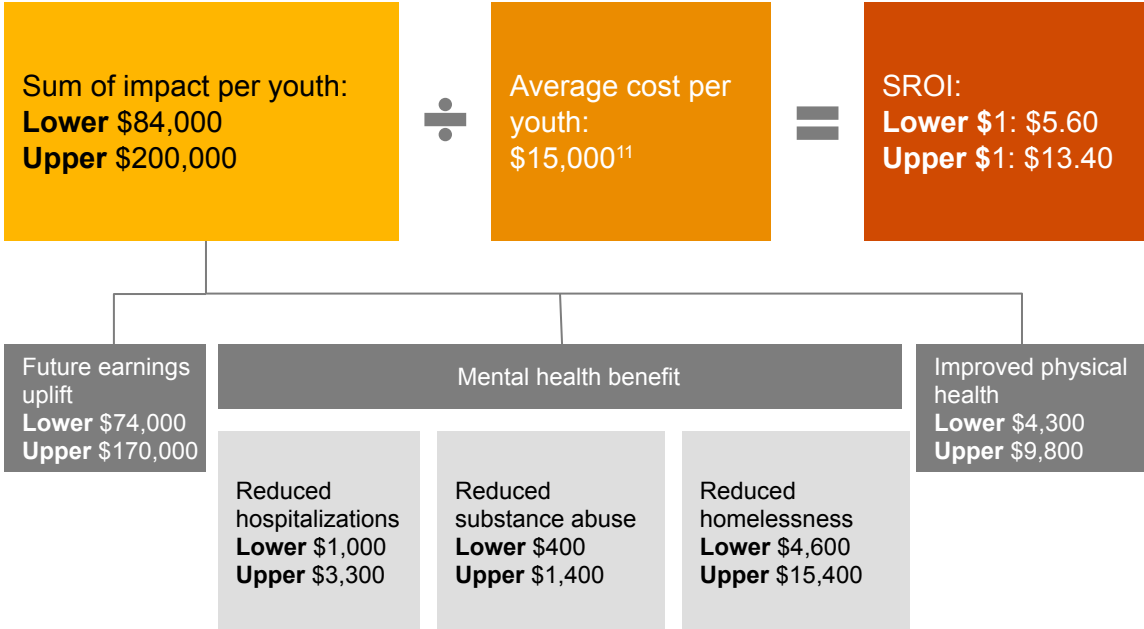 Sum of impact per youth:
Lower $84,000
Upper $200,000
÷
Average cost per
youth:
$15,000¹¹
=
SROI:
Lower $1: $5.60
Upper $1: $13.40
Future earnings
uplift
Lower $74,000
Upper $170,000
Mental health benefit
Improved physical
health
Lower $4,300
Upper $9,800
Reduced
hospitalizations
Lower $1,000
Upper $3,300
Reduced
substance abuse
Lower $400
Upper $1,400
Reduced
homelessness
Lower $4,600
Upper $15,400